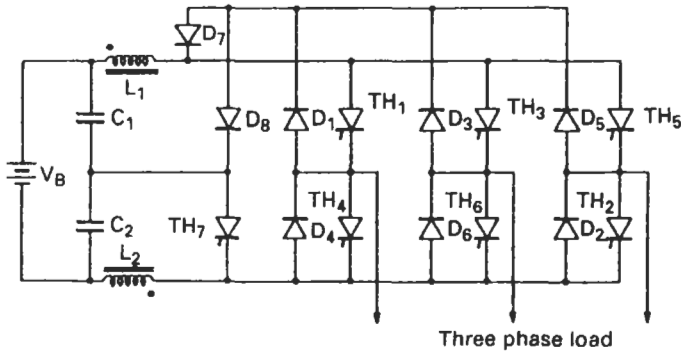 D7
L1
C1
D8
D1
TH1
D3
TH3
D5
TH5
VB
C2
TH7
TH4
D4
TH6
D6
TH2
D2
L2
Three phase load